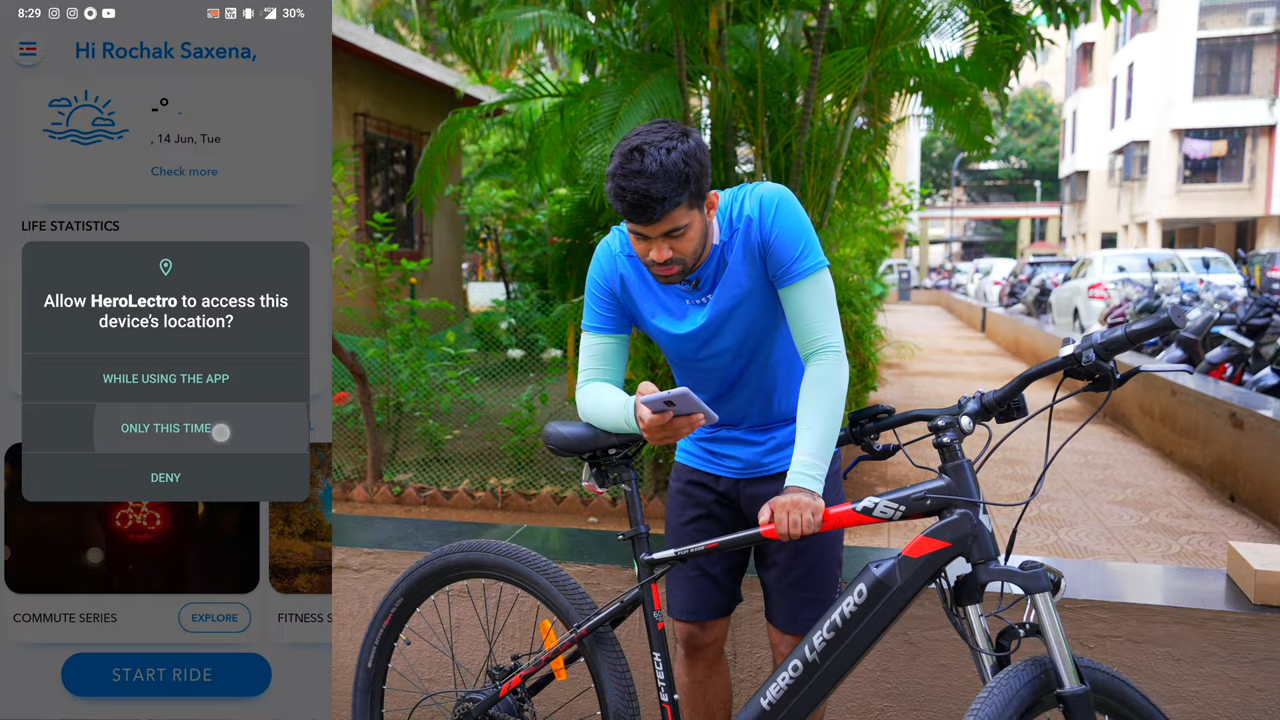 8:29
30%
Hi Rochak Saxena,
-° -
, 14 Jun, Tue
Check more
LIFE STATISTICS
Allow HeroLectro to access this
device's location?
WHILE USING THE APP
ONLY THIS TIME
DENY
COMMUTE SERIES
EXPLORE
FITNESS S
START RIDE
F6i
HERO LECTRO
E-TECH